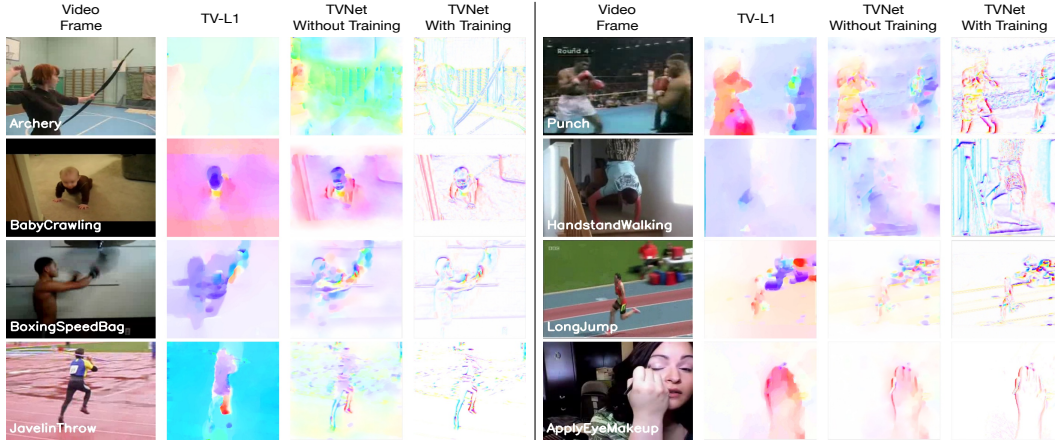 Video
Frame
TV-L1
TVNet
Without Training
TVNet
With Training
Video
Frame
TV-L1
TVNet
Without Training
TVNet
With Training
Archery
Round 4
Punch
BabyCrawling
HandstandWalking
BoxingSpeedBag
LongJump
JavelinThrow
ApplyEyeMakeup